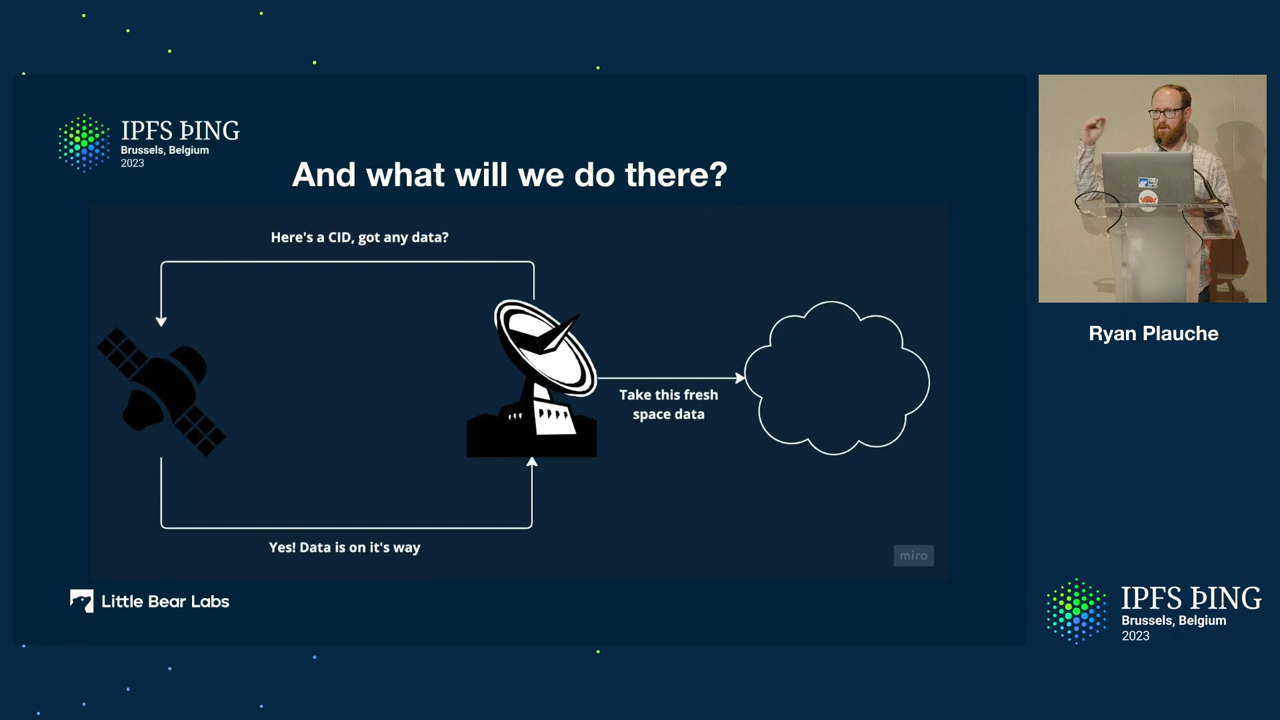 IPFS ÞING
Brussels, Belgium
2023
And what will we do there?
Here's a CID, got any data?
Take this fresh
space data
Yes! Data is on it's way
miro
Little Bear Labs
Ryan Plauche
IPFS ÞING
Brussels, Belgium
2023